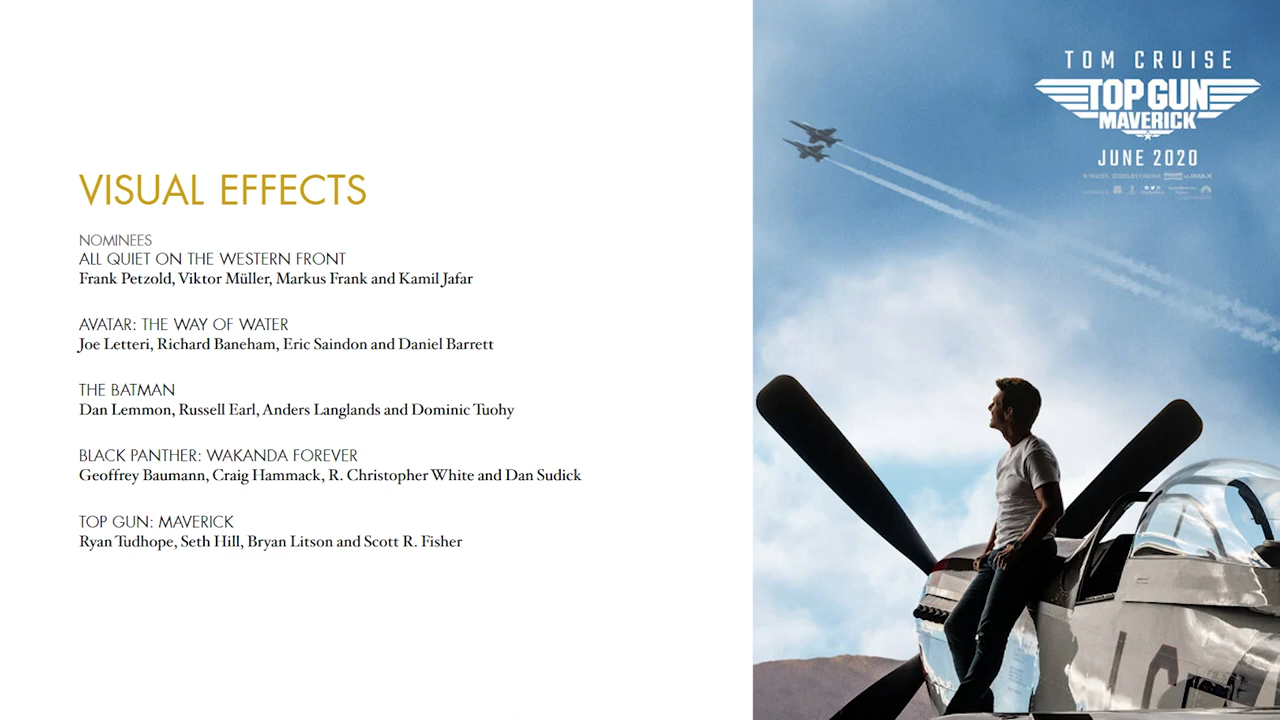 VISUAL EFFECTS
NOMINEES
ALL QUIET ON THE WESTERN FRONT
Frank Petzold, Viktor Müller, Markus Frank and Kamil Jafar
AVATAR: THE WAY OF WATER
Joe Letteri, Richard Baneham, Eric Saindon and Daniel Barrett
THE BATMAN
Dan Lemmon, Russell Earl, Anders Langlands and Dominic Tuohy
BLACK PANTHER: WAKANDA FOREVER
Geoffrey Baumann, Craig Hammack, R. Christopher White and Dan Sudick
TOP GUN: MAVERICK
Ryan Tudhope, Seth Hill, Bryan Litson and Scott R. Fisher
TOM CRUISE
TOP GUN
MAVERICK
JUNE 2020
DOLBY CINEMA IMAX